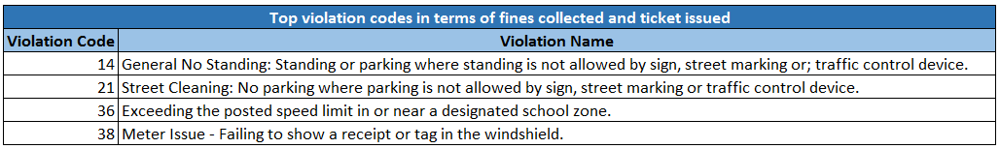 Top violation codes in terms of fines collected and ticket issued
Violation Code Violation Name
14 General No Standing: Standing or parking where standing is not allowed by sign, street marking or; traffic control device.
21 Street Cleaning: No parking where parking is not allowed by sign, street marking or traffic control device.
36 Exceeding the posted speed limit in or near a designated school zone.
38 Meter Issue - Failing to show a receipt or tag in the windshield.